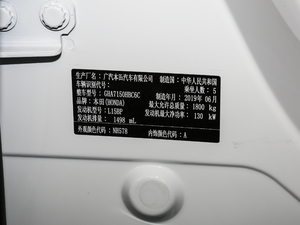 生产厂名：广汽本田汽车有限公司 制造国：中华人民共和国
车辆识别代号： 乘坐人数：5
型号：GHA7150HBC6C 制造年月：2019年06月
品牌：本田(HONDA) 最大允许总质量：1800 kg
发动机型号：L15BP 发动机最大净功率：130 kW
发动机排量：1498 mL
外观颜色代码：NH578 内饰颜色代码：A